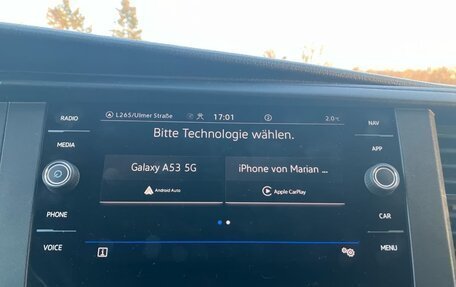 RADIO
MEDIA
PHONE
VOICE
L265/Ulmer Straße 17:01 2 2.0°C
Bitte Technologie wählen.
Galaxy A53 5G
Android Auto
iPhone von Marian ...
Apple CarPlay
NAV
APP
CAR
MENU